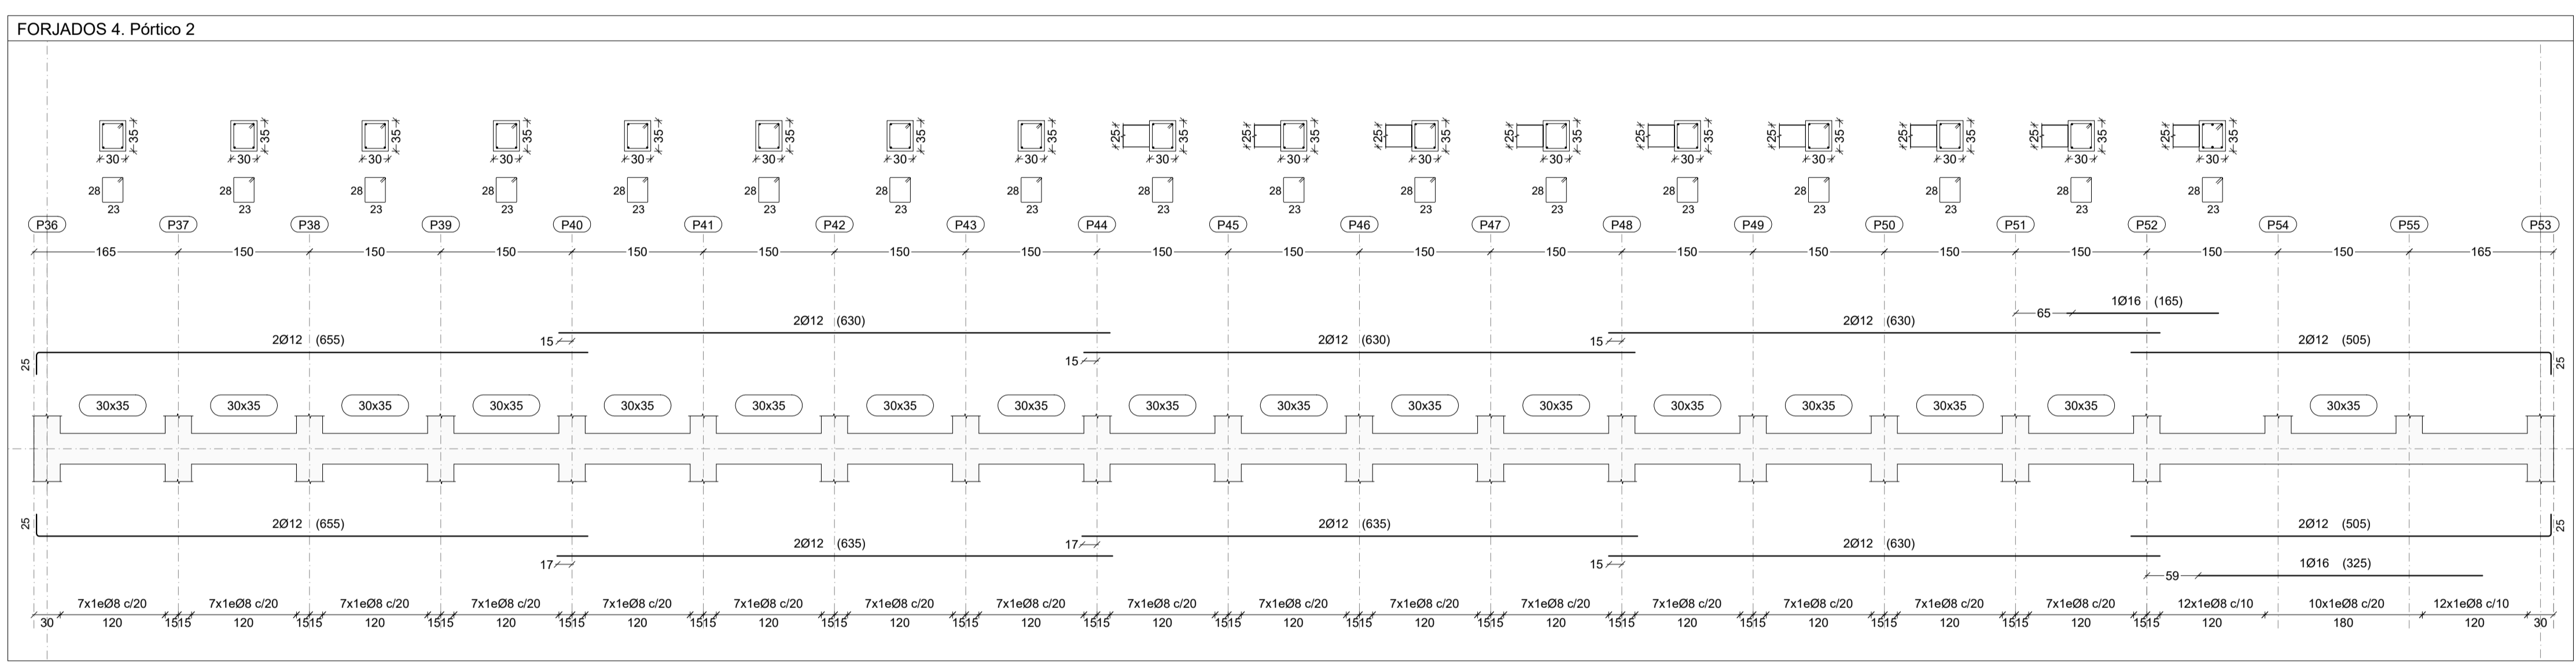 FORJADOS 4. Pórtico 2
25 25 25 25 25 25 25 25 25
35 35 35 35 35 35 35 35 35 35 35 35 35 35 35 35 35
30 30 30 30 30 30 30 30 30 30 30 30 30 30 30 30 30
28 28 28 28 28 28 28 28 28 28 28 28 28 28 28 28 28
23 23 23 23 23 23 23 23 23 23 23 23 23 23 23 23 23
P36 P37 P38 P39 P40 P41 P42 P43 P44 P45 P46 P47 P48 P49 P50 P51 P52 P54 P55 P53
165 150 150 150 150 150 150 150 150 150 150 150 150 150 150 150 150 150 150 165
1Ø16 (165)
65
2Ø12 (630) 2Ø12 (630)
2Ø12 (655) 15 2Ø12 (630) 15 2Ø12 (505)
25 15 25
30x35 30x35 30x35 30x35 30x35 30x35 30x35 30x35 30x35 30x35 30x35 30x35 30x35 30x35 30x35 30x35 30x35
25 2Ø12 (655) 2Ø12 (635) 2Ø12 (505) 25
2Ø12 (635) 17 2Ø12 (630)
17 15 1Ø16 (325)
59
7x1eØ8 c/20 7x1eØ8 c/20 7x1eØ8 c/20 7x1eØ8 c/20 7x1eØ8 c/20 7x1eØ8 c/20 7x1eØ8 c/20 7x1eØ8 c/20 7x1eØ8 c/20 7x1eØ8 c/20 7x1eØ8 c/20 7x1eØ8 c/20 7x1eØ8 c/20 7x1eØ8 c/20 7x1eØ8 c/20 7x1eØ8 c/20 12x1eØ8 c/10 10x1eØ8 c/20 12x1eØ8 c/10
30 120 1515 120 1515 120 1515 120 1515 120 1515 120 1515 120 1515 120 1515 120 1515 120 1515 120 1515 120 1515 120 1515 120 1515 120 1515 120 1515 120 180 120 30